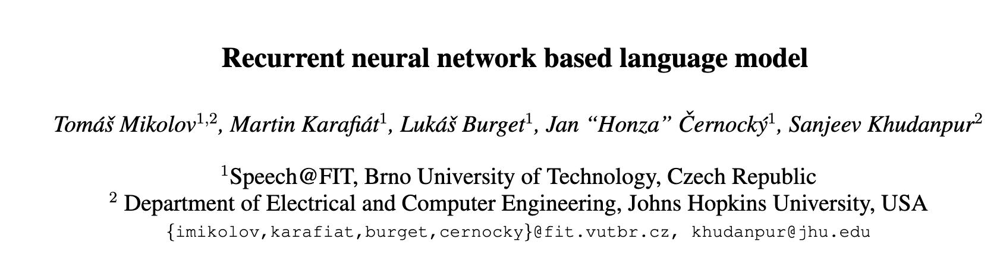 Recurrent neural network based language model
Tomáš Mikolov1,2, Martin Karafiát1, Lukáš Burget1, Jan “Honza” Černocký1, Sanjeev Khudanpur2
1Speech@FIT, Brno University of Technology, Czech Republic
2 Department of Electrical and Computer Engineering, Johns Hopkins University, USA
{imikolov,karafiat,burget,cernocky}@fit.vutbr.cz, khudanpur@jhu.edu